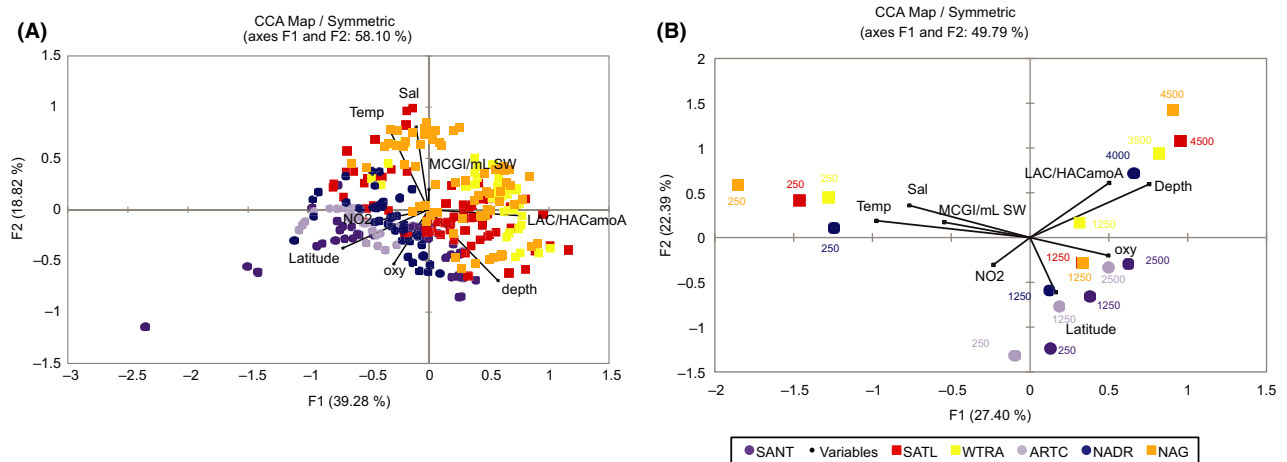 (A)
CCA Map / Symmetric
(axes F1 and F2: 58.10 %)
1.5
1
0.5
0
–0.5
–1
–1.5
F2 (18.82 %)
Sal
Temp
MCGI/mL SW
NO2
LAC/HACamoA
Latitude
oxy
depth
–3
–2.5
–2
–1.5
–1
–0.5
0
0.5
1
1.5
F1 (39.28 %)
(B)
CCA Map / Symmetric
(axes F1 and F2: 49.79 %)
2
1.5
1
0.5
0
–0.5
–1
–1.5
F2 (22.39 %)
4500
3500
4500
4000
LAC/HACamoA
Depth
250
250
250
250
Sal
Temp
MCGI/mL SW
1250
NO2
oxy
1250
2500
2500
1250
1250
1250
1250
Latitude
250
250
–2
–1.5
–1
–0.5
0
0.5
1
1.5
F1 (27.40 %)
SANT
Variables
SATL
WTRA
ARTC
NADR
NAG